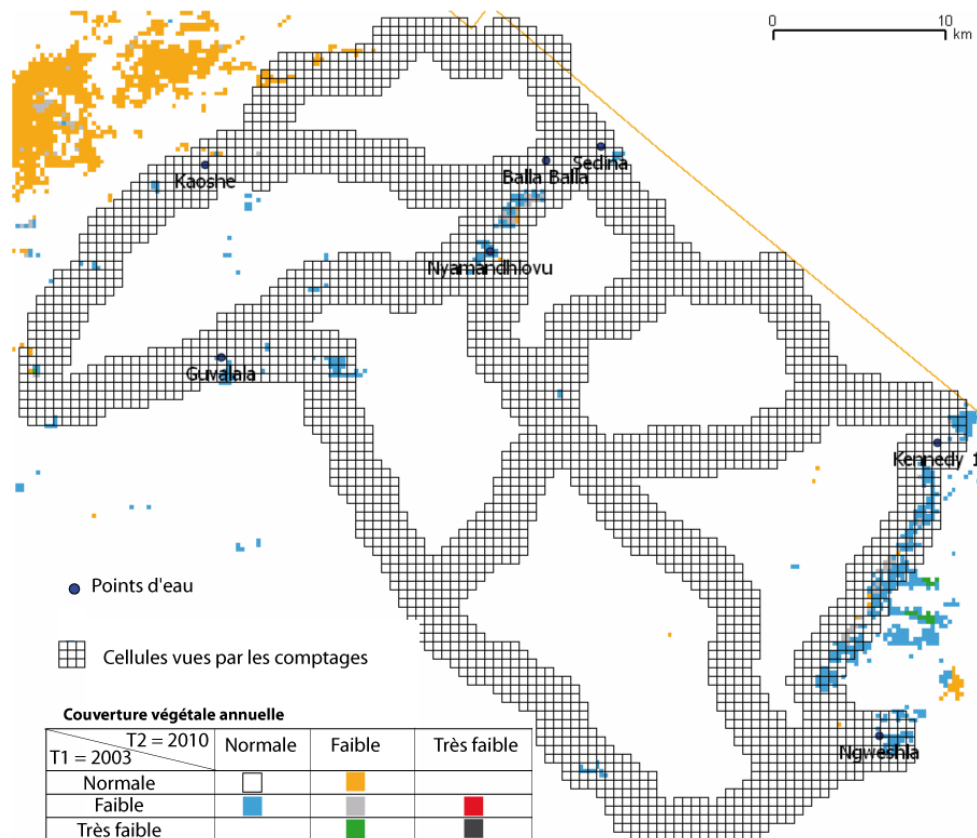 0 10
km
Sedina
Balla Balla
Kaoshe
Nyamandhlovu
Guvalala
Kennedy 1
Points d'eau
Cellules vues par les comptages
Ngweshla
Couverture végétale annuelle
T2 = 2010 Normale Faible Très faible
T1 = 2003
Normale
Faible
Très faible